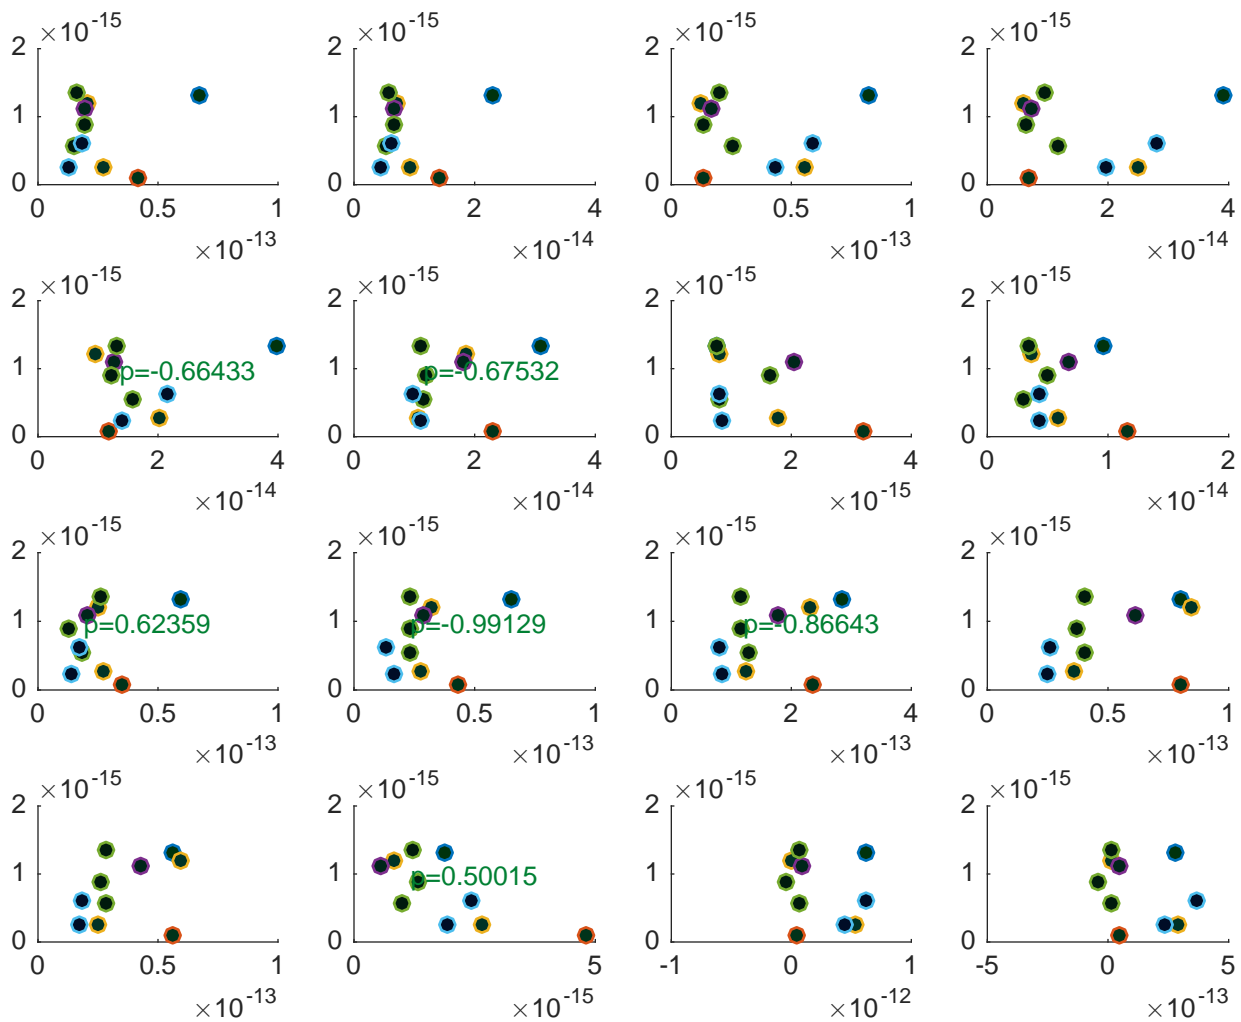 ×10-15 ×10-15 ×10-15 ×10-15
2 2 2 2
1 1 1 1
0 0 0 0
0 0.5 1 0 2 4 0 0.5 1 0 2 4
×10-13 ×10-14 ×10-13 ×10-14
×10-15 ×10-15 ×10-15 ×10-15
2 2 2 2
1 p=-0.66433 1 p=-0.67532 1 1
0 0 0 0
0 2 4 0 2 4 0 2 4 0 1 2
×10-14 ×10-14 ×10-15 ×10-14
×10-15 ×10-15 ×10-15 ×10-15
2 2 2 2
1 p=0.62359 1 p=-0.99129 1 p=-0.86643 1
0 0 0 0
0 0.5 1 0 0.5 1 0 2 4 0 0.5 1
×10-13 ×10-13 ×10-13 ×10-13
×10-15 ×10-15 ×10-15 ×10-15
2 2 2 2
1 1 p=0.50015 1 1
0 0 0 0
0 0.5 1 0 5 -1 0 1 -5 0 5
×10-13 ×10-15 ×10-12 ×10-13